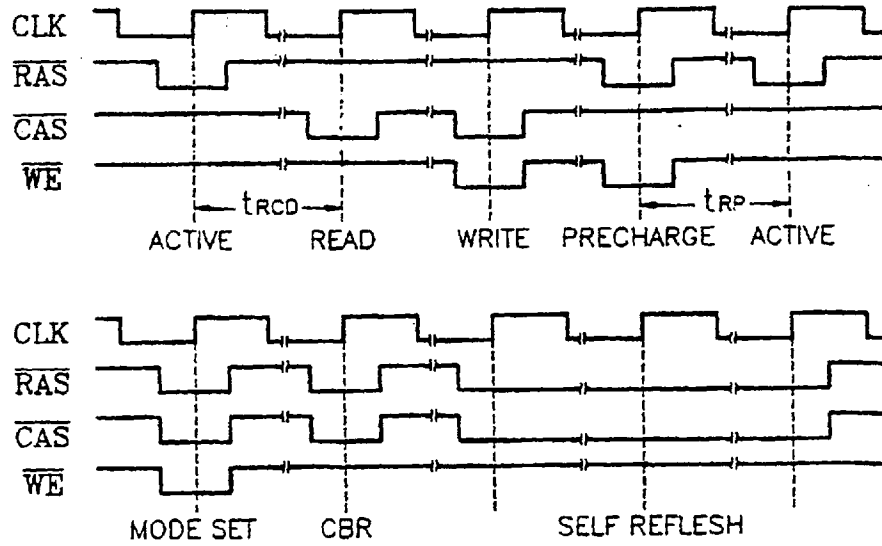 CLK
RAS
CAS
WE
tRCD tRP
ACTIVE READ WRITE PRECHARGE ACTIVE
CLK
RAS
CAS
WE
MODE SET CBR SELF REFLESH